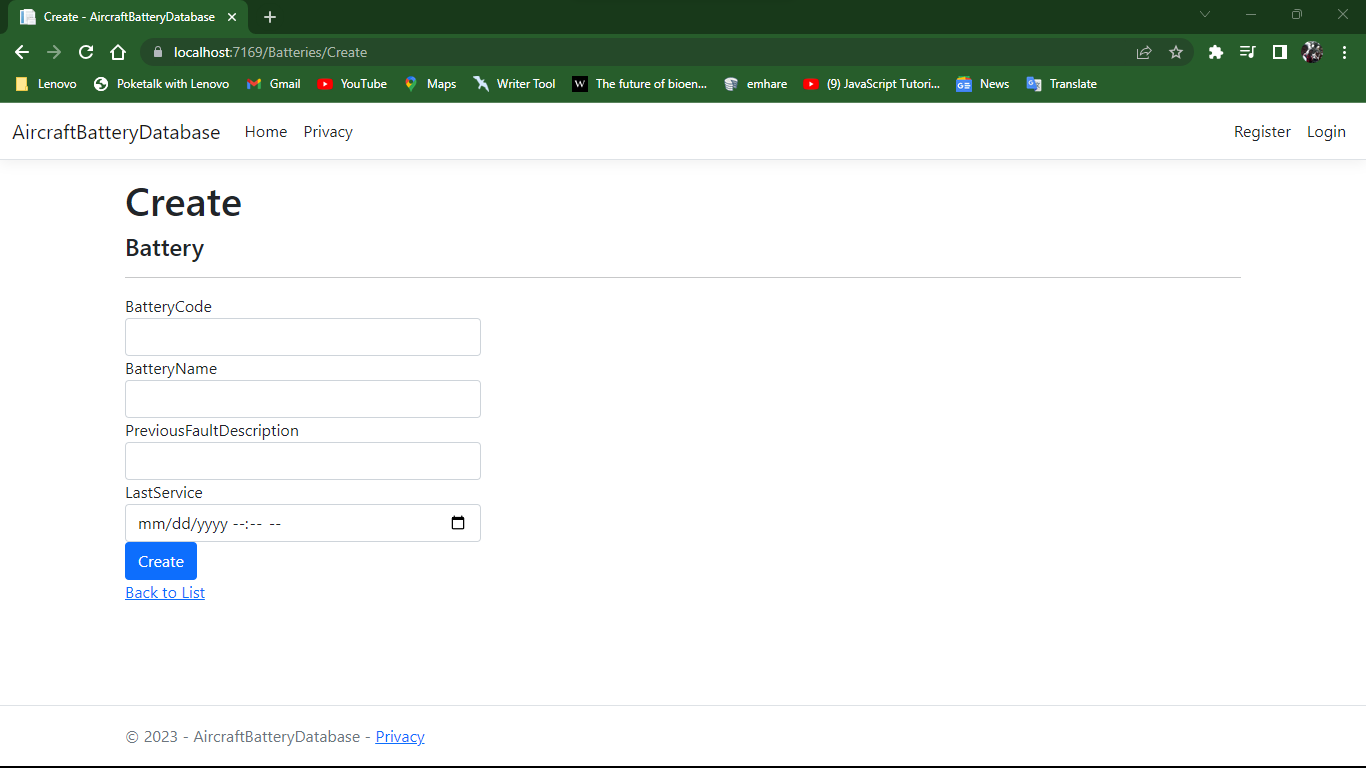 Create - AircraftBatteryDatabase
localhost:7169/Batteries/Create
Lenovo Poketalk with Lenovo Gmail YouTube Maps Writer Tool W The future of bioen... emhare (9) JavaScript Tutori... News Translate
AircraftBatteryDatabase Home Privacy Register Login
Create
Battery
BatteryCode
BatteryName
PreviousFaultDescription
LastService
mm/dd/yyyy --:-- --
Create
Back to List
© 2023 - AircraftBatteryDatabase - Privacy